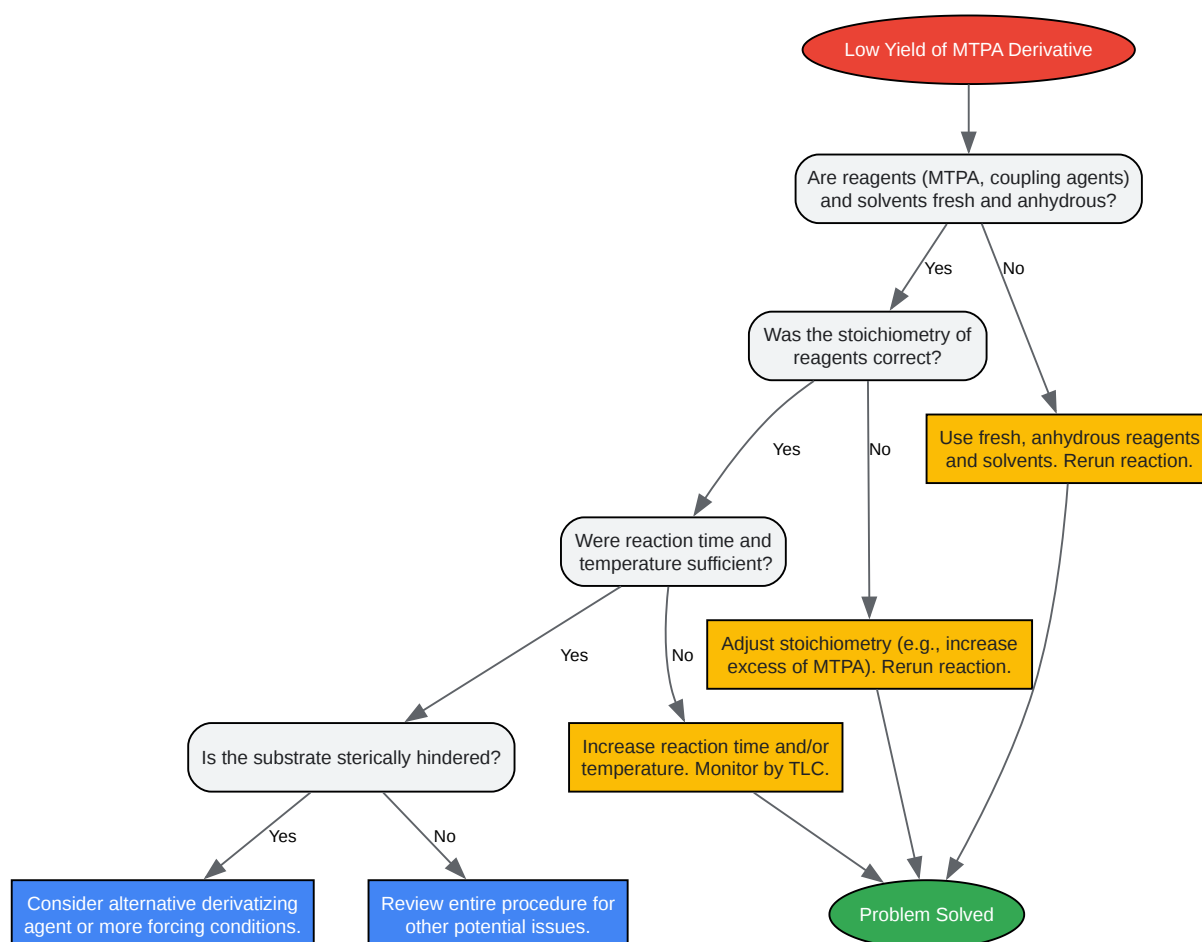 Low Yield of MTPA Derivative
Are reagents (MTPA, coupling agents)
and solvents fresh and anhydrous?
Yes
No
Was the stoichiometry of
reagents correct?
Use fresh, anhydrous reagents
and solvents. Rerun reaction.
Yes
No
Were reaction time and
temperature sufficient?
Adjust stoichiometry (e.g., increase
excess of MTPA). Rerun reaction.
Yes
No
Is the substrate sterically hindered?
Increase reaction time and/or
temperature. Monitor by TLC.
Yes
No
Consider alternative derivatizing
agent or more forcing conditions.
Review entire procedure for
other potential issues.
Problem Solved